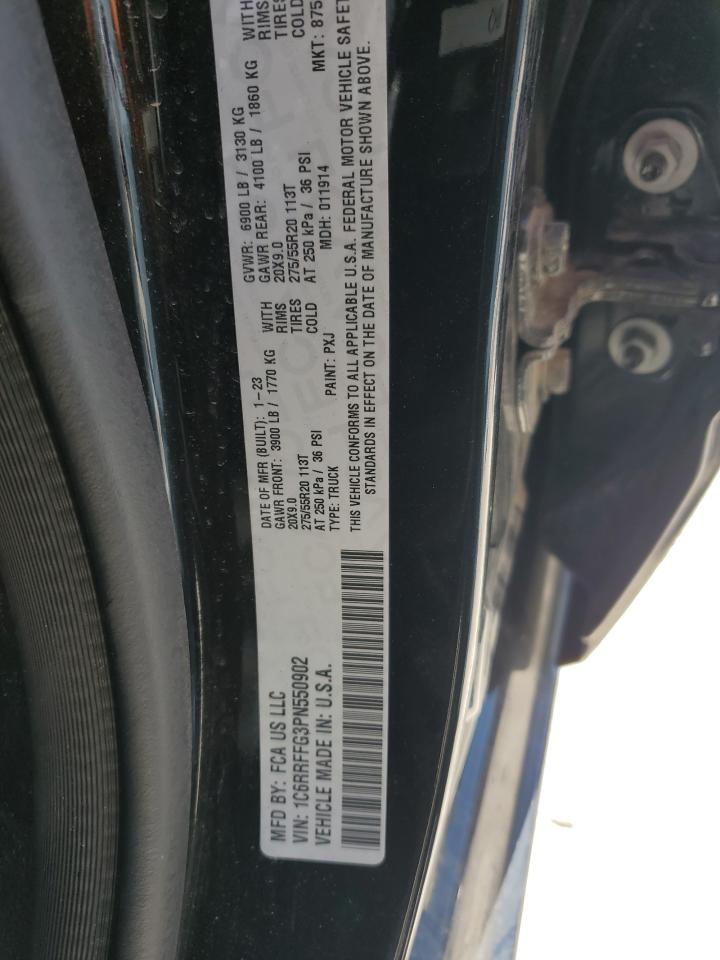 MFD BY: FCA US LLC
VIN: 1C6RRFFG3PN550902
VEHICLE MADE IN: U.S.A.
DATE OF MFR (BUILT): 1-23 GVWR: 6900 LB / 3130 KG
GAWR FRONT: 3900 LB / 1770 KG WITH GAWR REAR: 4100 LB / 1860 KG WITH
20X9.0 RIMS 20X9.0 RIMS
275/55R20 113T TIRES 275/55R20 113T TIRES
AT 250 kPa / 36 PSI COLD AT 250 kPa / 36 PSI COLD
TYPE: TRUCK PAINT: PXJ MDH: 011914 MKT: 875
THIS VEHICLE CONFORMS TO ALL APPLICABLE U.S.A. FEDERAL MOTOR VEHICLE SAFET
STANDARDS IN EFFECT ON THE DATE OF MANUFACTURE SHOWN ABOVE.